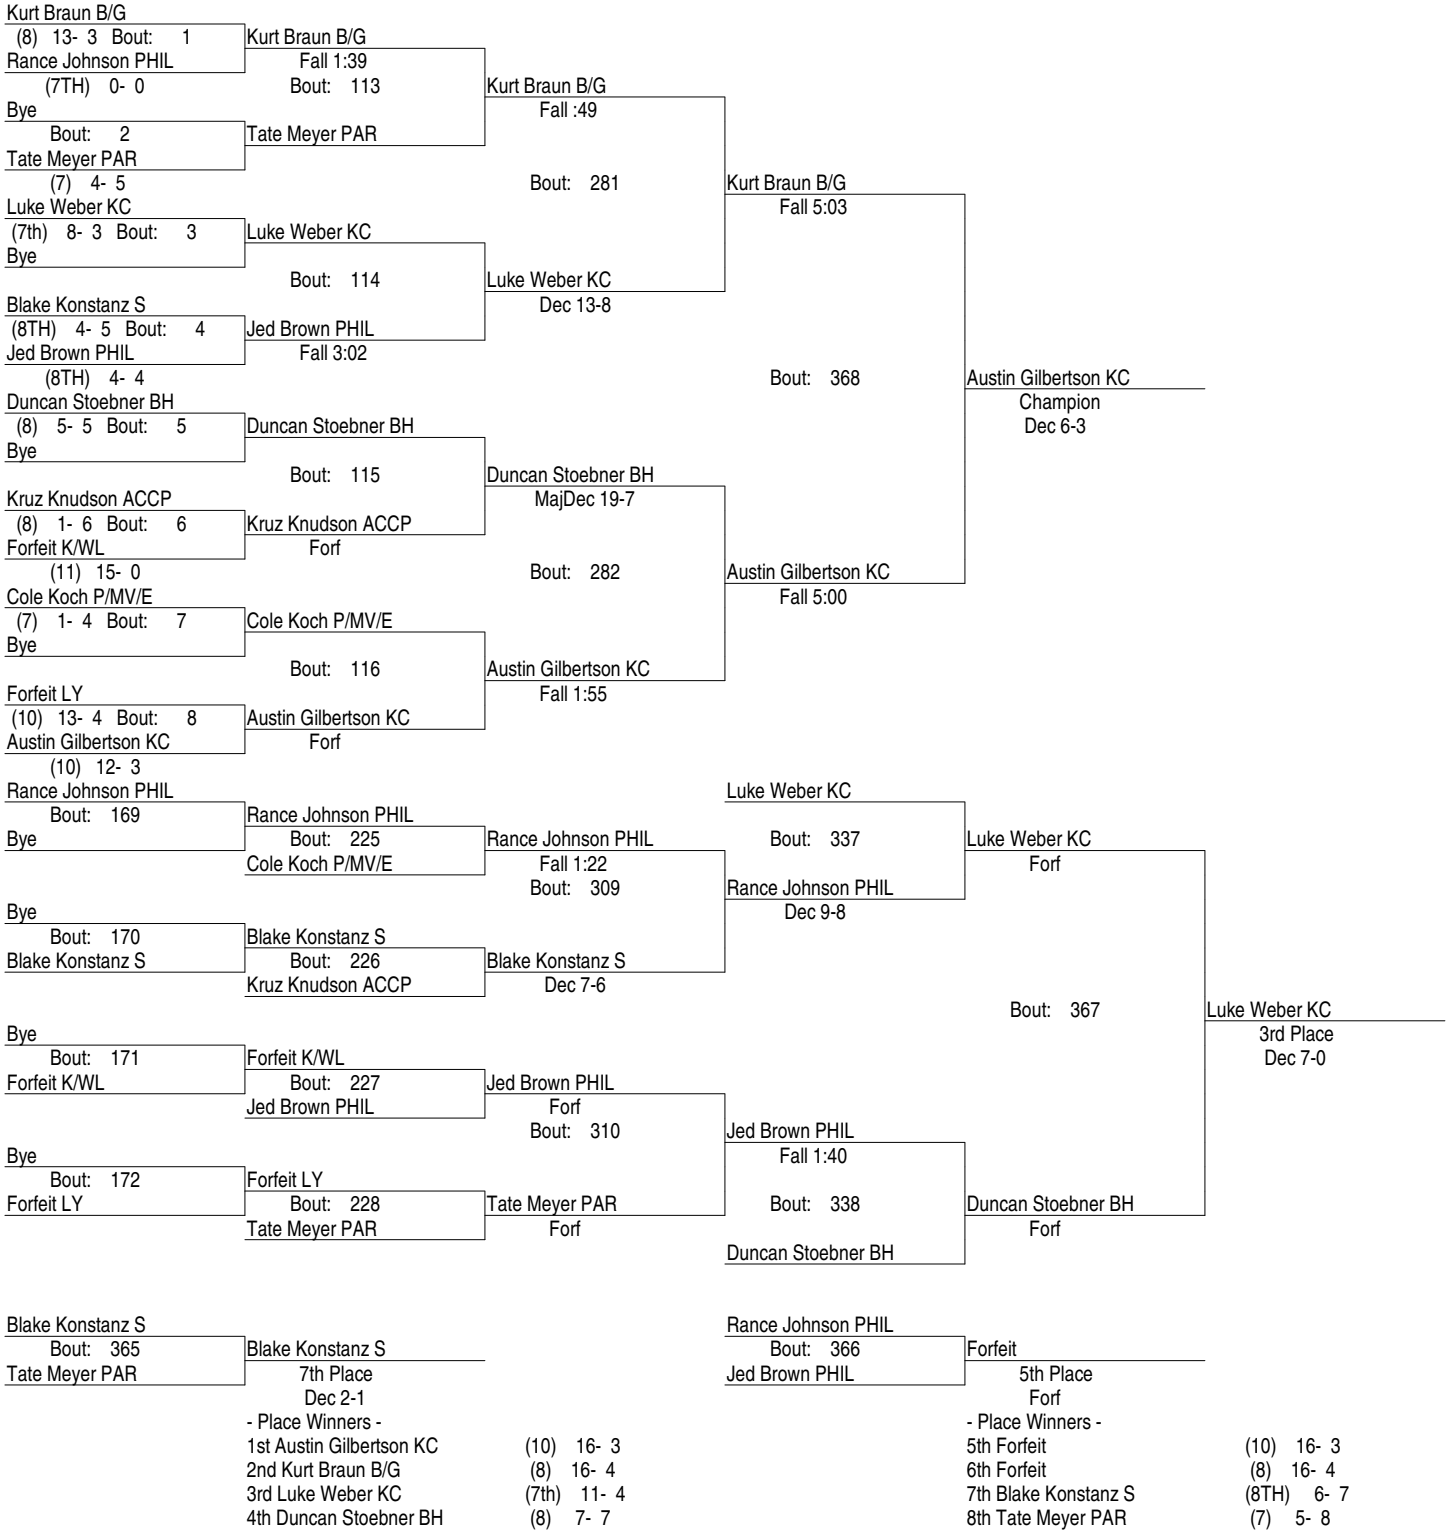 Kurt Braun B/G
(8) 13- 3 Bout: 1 Kurt Braun B/G
Rance Johnson PHIL Fall 1:39
(7TH) 0- 0 Bout: 113 Kurt Braun B/G
Bye Fall :49
Bout: 2 Tate Meyer PAR
Tate Meyer PAR
(7) 4- 5 Bout: 281 Kurt Braun B/G
Luke Weber KC Fall 5:03
(7th) 8- 3 Bout: 3 Luke Weber KC
Bye
Bout: 114 Luke Weber KC
Blake Konstanz S Dec 13-8
(8TH) 4- 5 Bout: 4 Jed Brown PHIL
Jed Brown PHIL Fall 3:02
(8TH) 4- 4 Bout: 368 Austin Gilbertson KC
Duncan Stoebner BH Champion
(8) 5- 5 Bout: 5 Duncan Stoebner BH Dec 6-3
Bye
Bout: 115 Duncan Stoebner BH
Kruz Knudson ACCP MajDec 19-7
(8) 1- 6 Bout: 6 Kruz Knudson ACCP
Forfeit K/WL Forf
(11) 15- 0 Bout: 282 Austin Gilbertson KC
Cole Koch P/MV/E Fall 5:00
(7) 1- 4 Bout: 7 Cole Koch P/MV/E
Bye
Bout: 116 Austin Gilbertson KC
Forfeit LY Fall 1:55
(10) 13- 4 Bout: 8 Austin Gilbertson KC
Austin Gilbertson KC Forf
(10) 12- 3
Rance Johnson PHIL Luke Weber KC
Bout: 169 Rance Johnson PHIL
Bye Bout: 225 Rance Johnson PHIL Bout: 337 Luke Weber KC
Cole Koch P/MV/E Fall 1:22 Forf
Bout: 309 Rance Johnson PHIL
Bye Dec 9-8
Bout: 170 Blake Konstanz S
Blake Konstanz S Bout: 226 Blake Konstanz S
Kruz Knudson ACCP Dec 7-6
Bout: 367 Luke Weber KC
Bye 3rd Place
Bout: 171 Forfeit K/WL Dec 7-0
Forfeit K/WL Bout: 227 Jed Brown PHIL
Jed Brown PHIL Forf
Bout: 310 Jed Brown PHIL
Bye Fall 1:40
Bout: 172 Forfeit LY
Forfeit LY Bout: 228 Tate Meyer PAR Bout: 338 Duncan Stoebner BH
Tate Meyer PAR Forf Forf
Duncan Stoebner BH
Blake Konstanz S Rance Johnson PHIL
Bout: 365 Blake Konstanz S Bout: 366 Forfeit
Tate Meyer PAR 7th Place Jed Brown PHIL 5th Place
Dec 2-1 Forf
- Place Winners - - Place Winners -
1st Austin Gilbertson KC (10) 16- 3 5th Forfeit (10) 16- 3
2nd Kurt Braun B/G (8) 16- 4 6th Forfeit (8) 16- 4
3rd Luke Weber KC (7th) 11- 4 7th Blake Konstanz S (8TH) 6- 7
4th Duncan Stoebner BH (8) 7- 7 8th Tate Meyer PAR (7) 5- 8